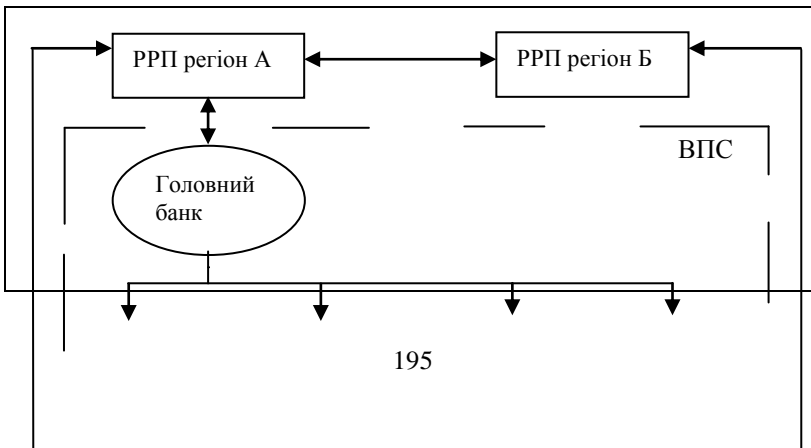 РРП регіон А
РРП регіон Б
ВПС
Головний
банк
195